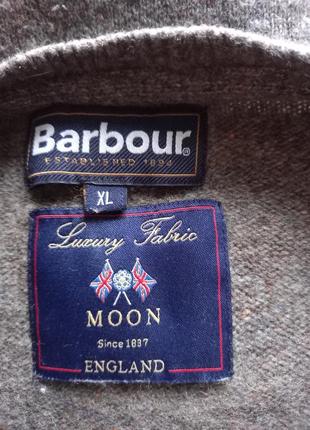 Barbour®
ESTABLISHED 1894
XL
Luxury Fabric
MOON
Since 1837
ENGLAND